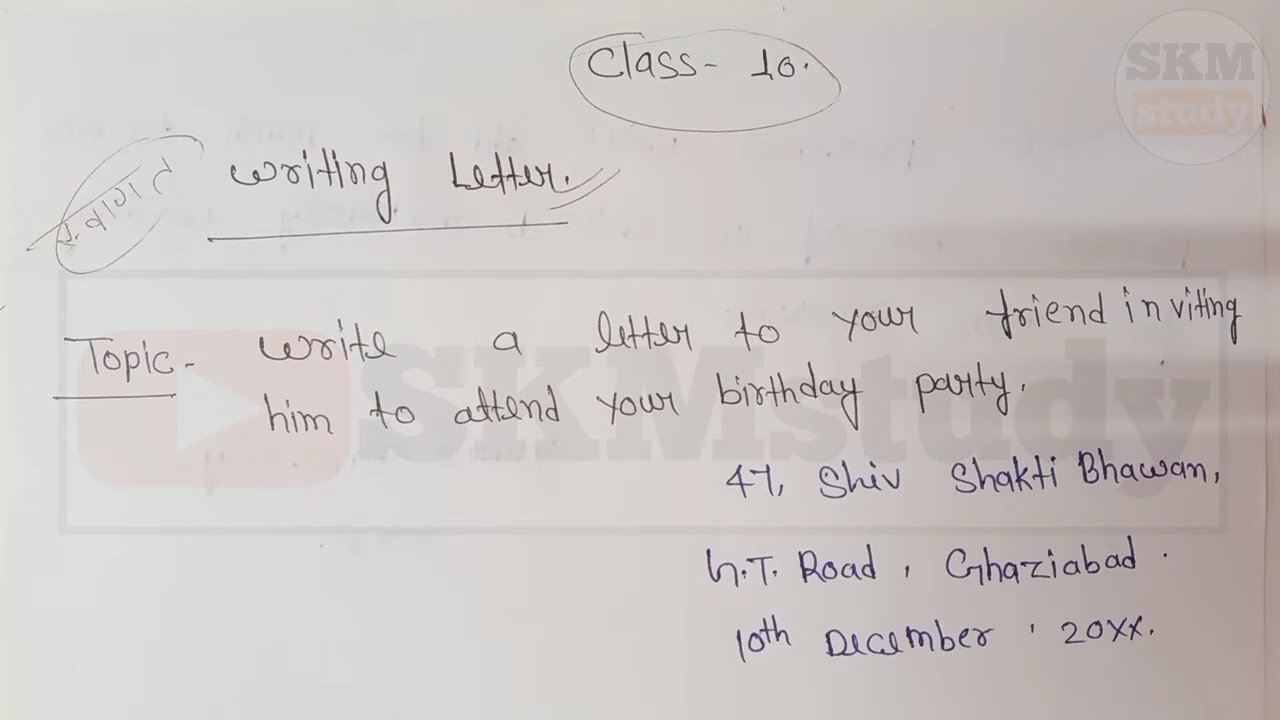 Class- 10.
SKM
study
Writing Letter.
Topic- Write a letter to your friend inviting
him to attend your birthday party.
SKMstudy
47, Shiv Shakti Bhawan,
G.T. Road, Ghaziabad.
10th December, 20XX.